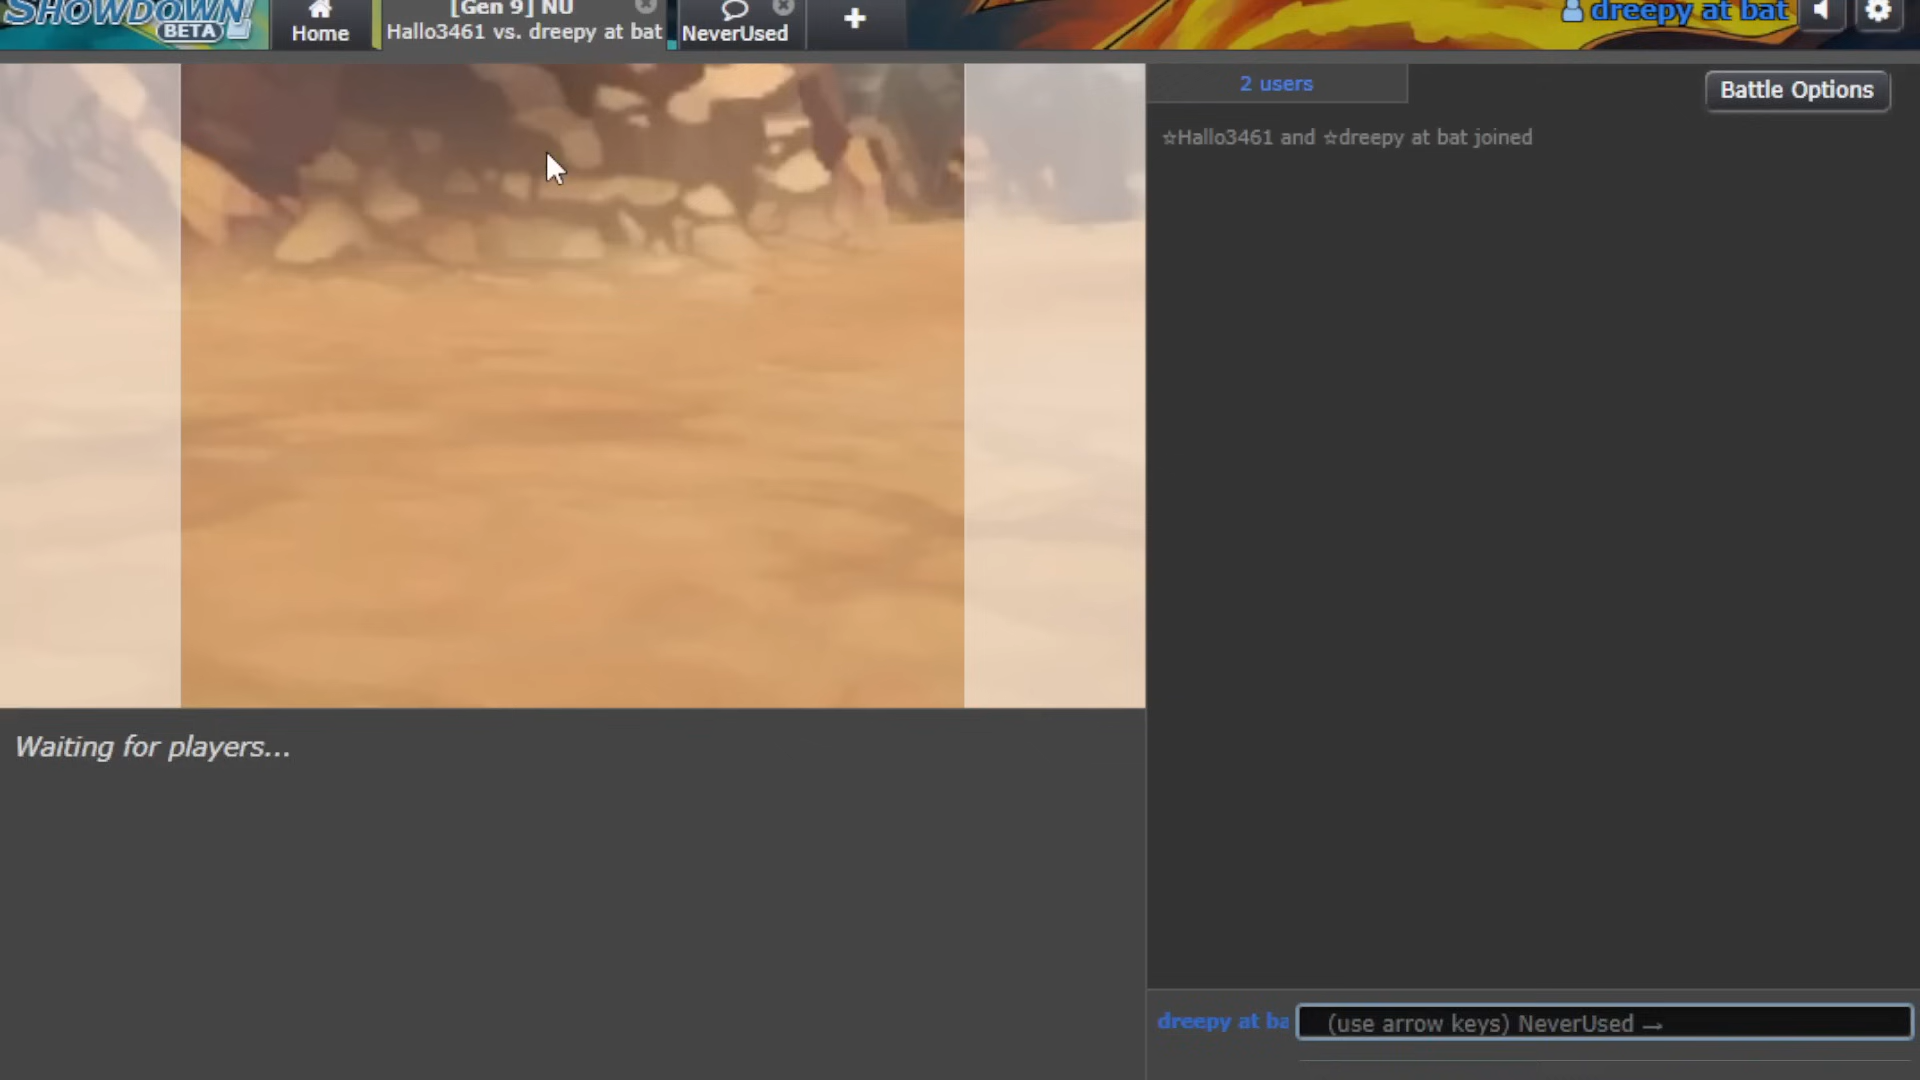 SHOWDOWN
BETA
Home
[Gen 9] NU
Hallo3461 vs. dreepy at bat
NeverUsed
+
dreepy at bat
2 users
Battle Options
☆Hallo3461 and ☆dreepy at bat joined
Waiting for players...
dreepy at ba
(use arrow keys) NeverUsed →